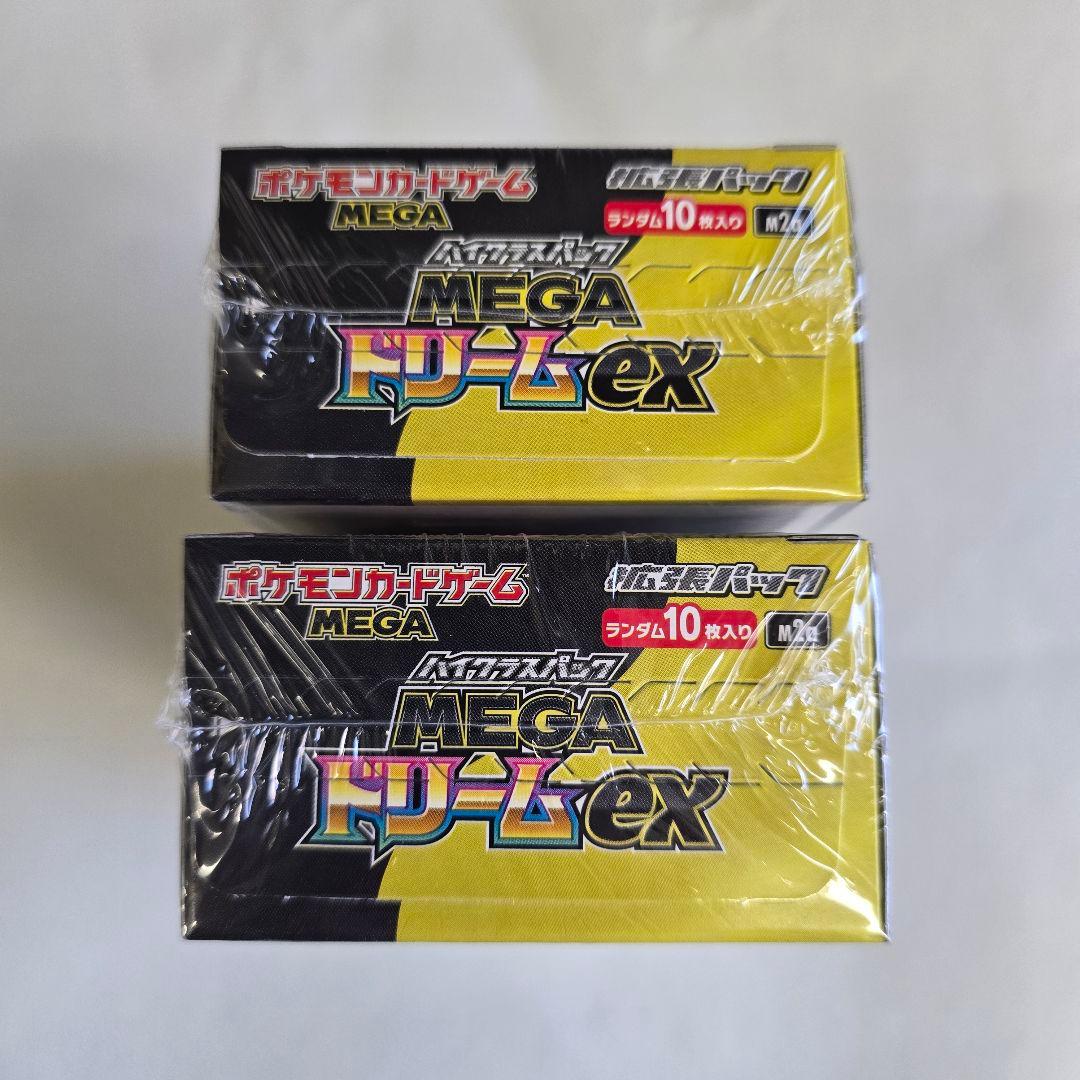 ポケモンカードゲーム
MEGA
拡張パック
ランダム10枚入り M2a
ハイクラスパック
MEGA
ドリームex
ポケモンカードゲーム™
MEGA
拡張パック
ランダム10枚入り M2a
ハイクラスパック
MEGA
ドリームex